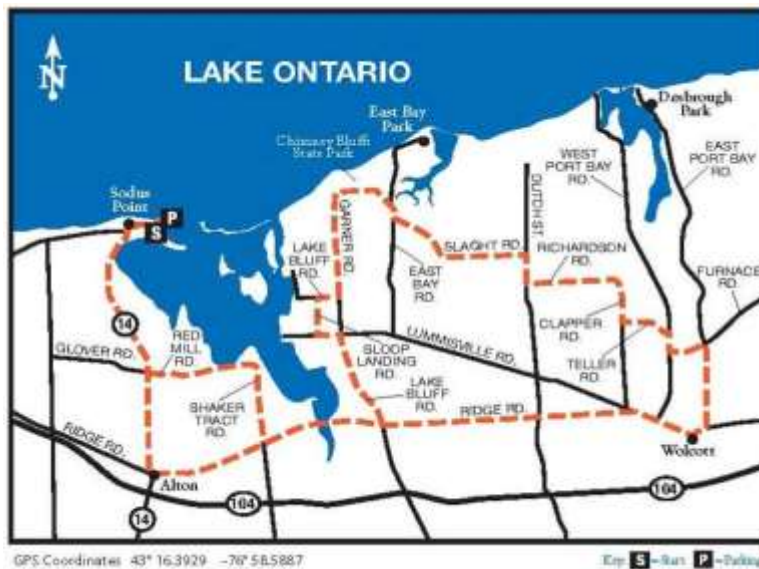 N
LAKE ONTARIO
Desbrough
Park
East Bay
Park
Chimney Bluffs
State Park
WEST
PORT BAY
RD.
EAST
PORT BAY
RD.
Sodus
Point
P
S
GARNER RD.
DUTCH ST.
LAKE
BLUFF
RD.
SLAGHT RD.
RICHARDSON
RD.
EAST
BAY
RD.
FURNACE
RD.
14
RED
MILL
RD.
GLOVER RD.
CLAPPER
RD.
LUMMISVILLE RD.
SLOOP
LANDING
RD.
TELLER
RD.
SHAKER
TRACT
RD.
LAKE
BLUFF
RD.
RIDGE RD.
RIDGE RD.
Wolcott
Alton
104
104
14
GPS Coordinates 43° 16.3929 -76° 58.5887
Key: S = Start P = Parking